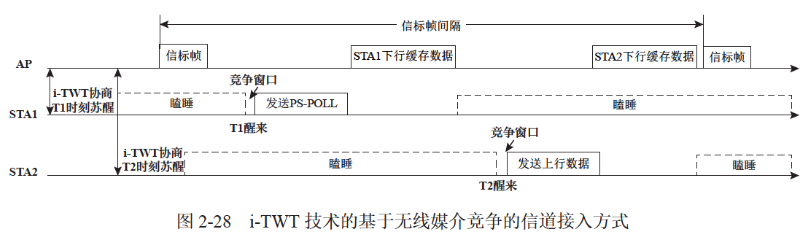 信标帧间隔
信标帧
STA1下行缓存数据
STA2下行缓存数据
信标帧
AP
i-TWT协商
T1时刻苏醒
竞争窗口
瞌睡
发送PS-POLL
瞌睡
STA1
T1醒来
竞争窗口
i-TWT协商
T2时刻苏醒
瞌睡
发送上行数据
瞌睡
STA2
T2醒来
图 2-28 i-TWT 技术的基于无线媒介竞争的信道接入方式